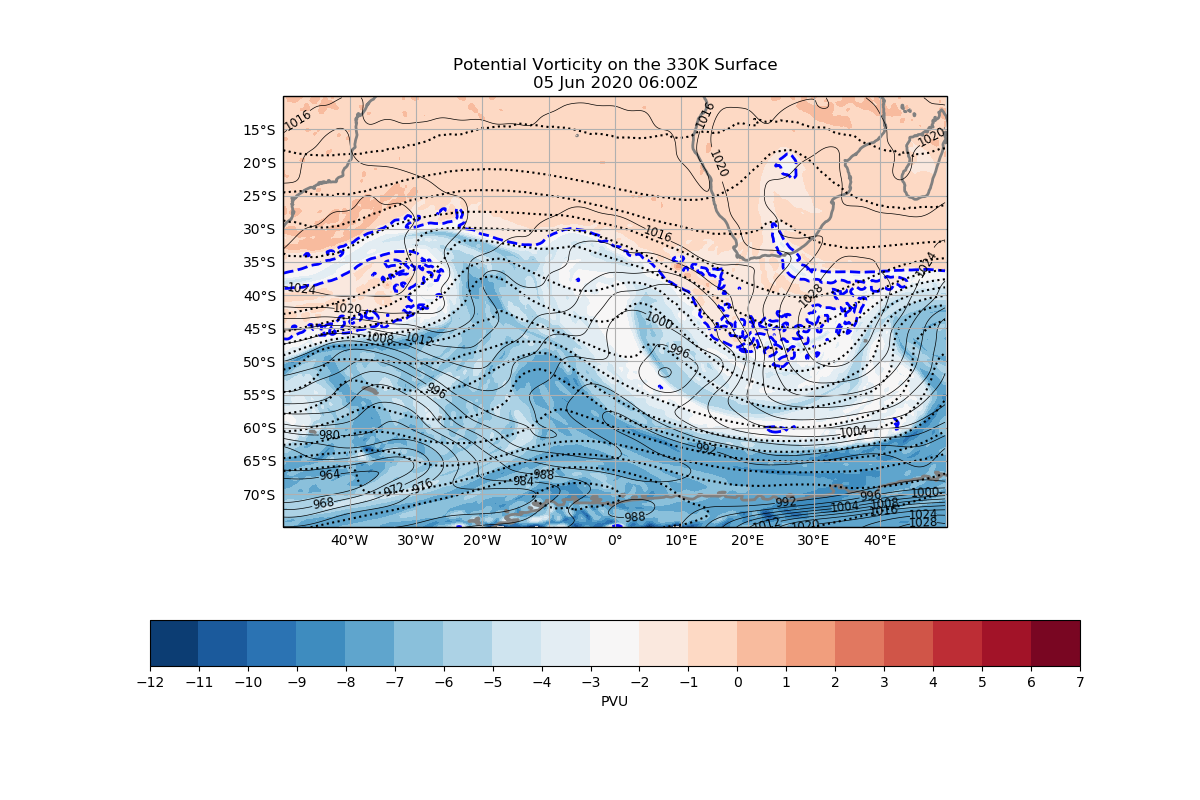 Potential Vorticity on the 330K Surface
05 Jun 2020 06:00Z
1016
1016
1020
1020
15°S
20°S
25°S
30°S
1016
35°S
1024
1024
1028
40°S
1020
1000
45°S
1008
1012
996
50°S
996
55°S
980
60°S
1004
992
65°S
964
988
984
972
976
70°S
968
992
996
1000
1004
1008
1016
988
1024
1012
1020
1028
40°W
30°W
20°W
10°W
0°
10°E
20°E
30°E
40°E
−12
−11
−10
−9
−8
−7
−6
−5
−4
−3
−2
−1
0
1
2
3
4
5
6
7
PVU